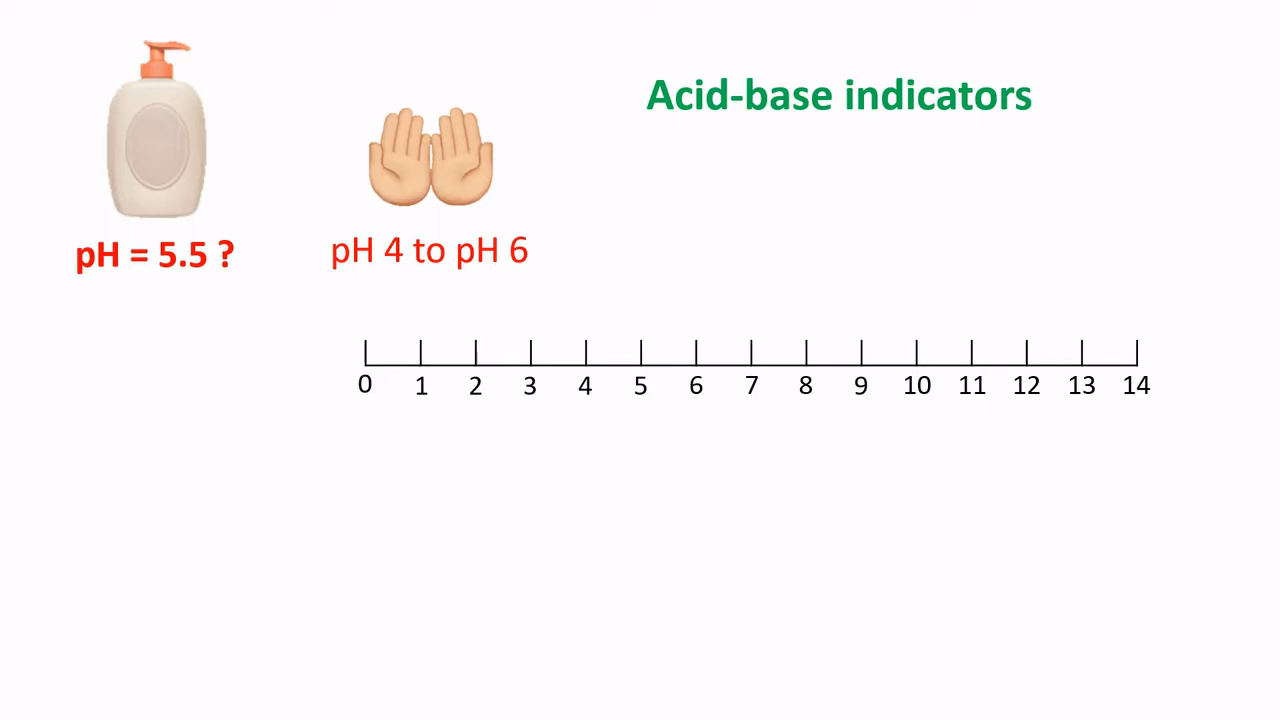 Acid-base indicators
pH = 5.5 ?
pH 4 to pH 6
0 1 2 3 4 5 6 7 8 9 10 11 12 13 14